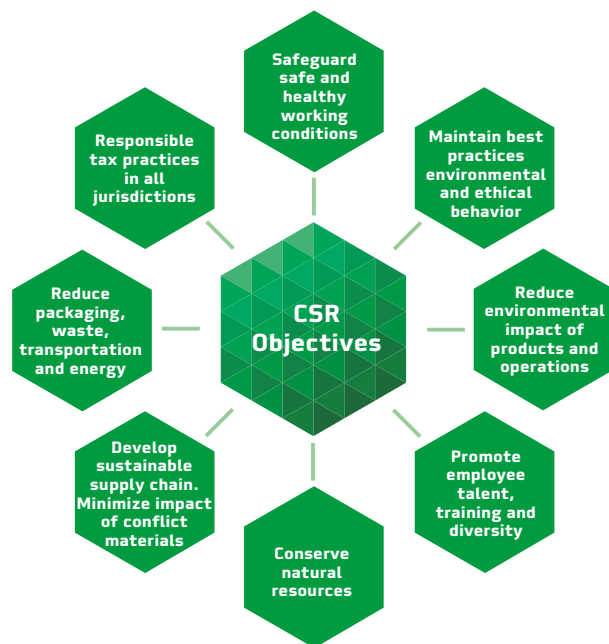 Safeguard
safe and
healthy
working
conditions
Responsible
tax practices
in all
jurisdictions
Maintain best
practices
environmental
and ethical
behavior
Reduce
packaging,
waste,
transportation
and energy
CSR
Objectives
Reduce
environmental
impact of
products and
operations
Develop
sustainable
supply chain.
Minimize impact
of conflict
materials
Promote
employee
talent,
training and
diversity
Conserve
natural
resources